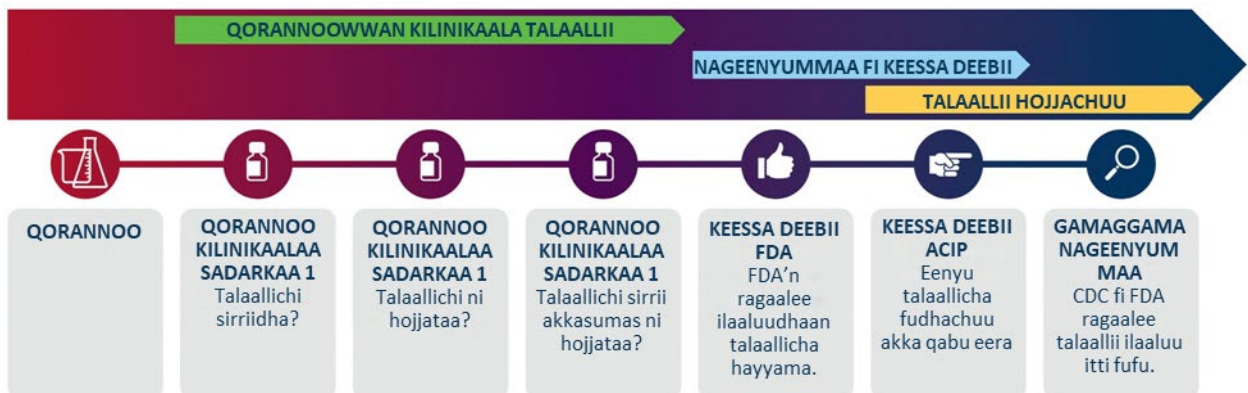 QORANNOOWWAN KILINIKAALA TALAALLII
NAGEENYUMMAA FI KEESSA DEEBII
TALAALLII HOJJACHUU
QORANNOO
QORANNOO
KILINIKAALAA
SADARKAA 1
Talaallichi
sirriidha?
QORANNOO
KILINIKAALAA
SADARKAA 1
Talaallichi ni
hojjataa?
QORANNOO
KILINIKAALAA
SADARKAA 1
Talaallichi sirrii
akkasumas ni
hojjataa?
KEESSA DEEBII
FDA
FDA’n
ragaalee
ilaaluudhaan
talaallicha
hayyama.
KEESSA DEEBII
ACIP
Eenyu
talaallicha
fudhachuu
akka qabu eera
GAMAGGAMA
NAGEENYUM
MAA
CDC fi FDA
ragaalee
talaallii ilaaluu
itti fufu.